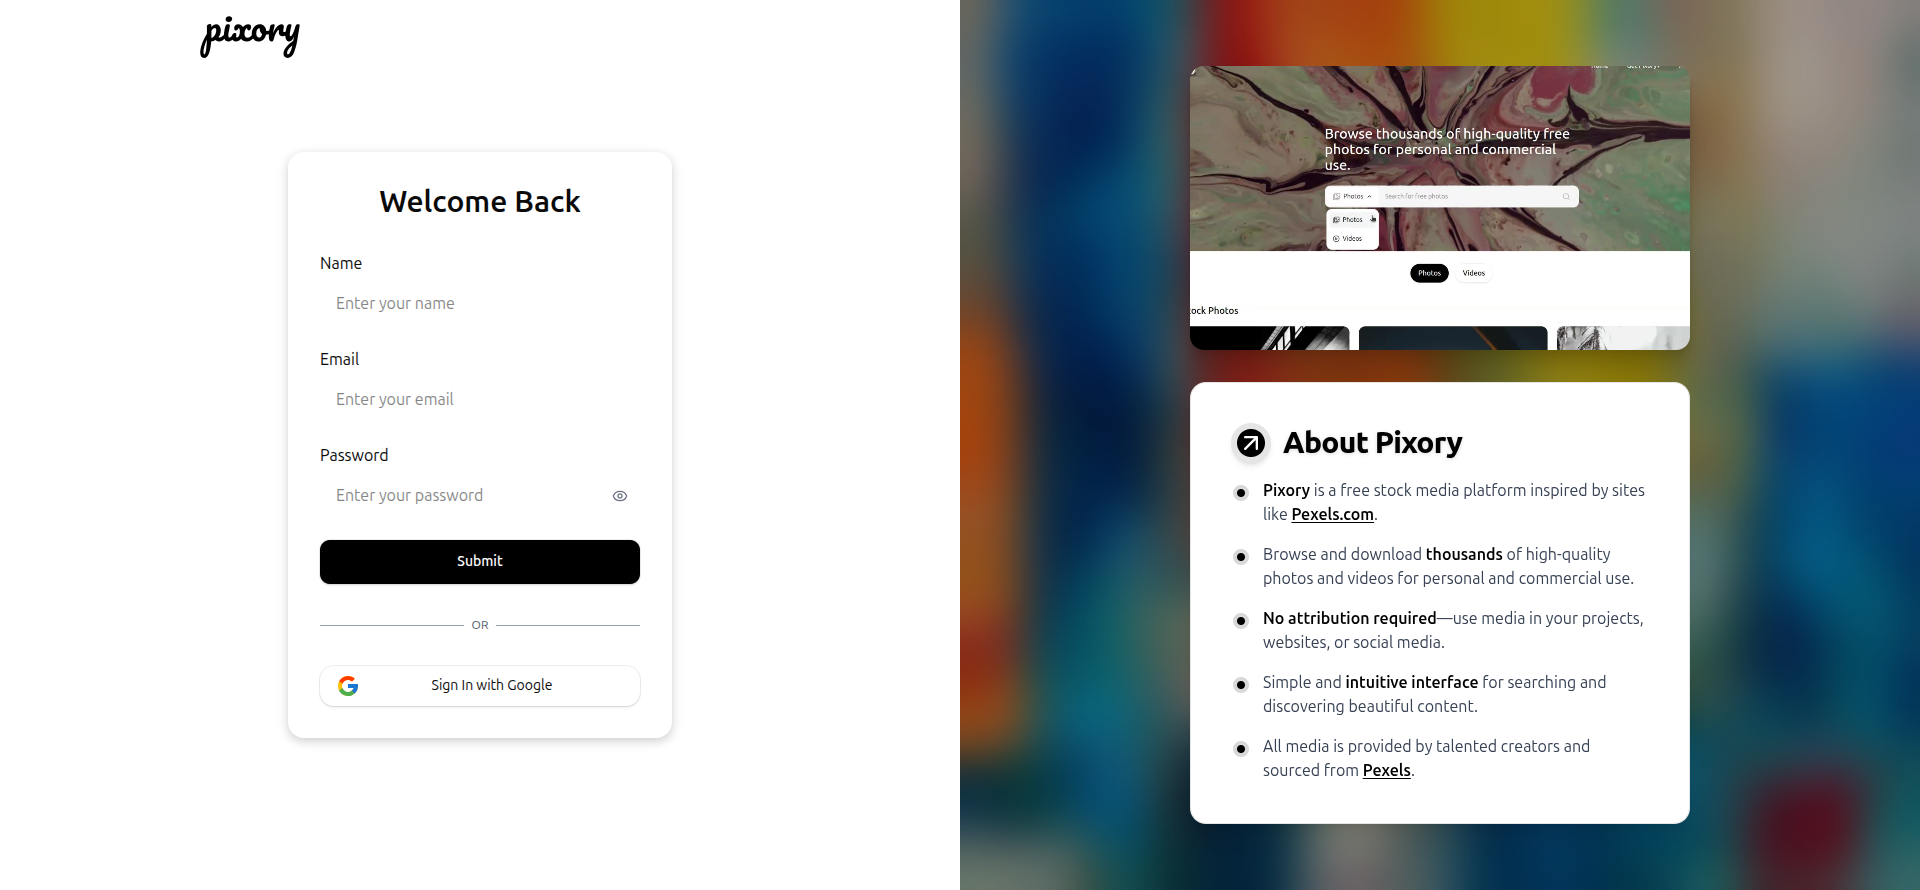 pixory
Welcome Back
Name
Enter your name
Email
Enter your email
Password
Enter your password
Submit
OR
Sign In with Google
Browse thousands of high-quality free
photos for personal and commercial
use.
Photos
Search for free photos
Photos
Videos
Photos
Videos
tock Photos
About Pixory
Pixory is a free stock media platform inspired by sites
like Pexels.com.
Browse and download thousands of high-quality
photos and videos for personal and commercial use.
No attribution required—use media in your projects,
websites, or social media.
Simple and intuitive interface for searching and
discovering beautiful content.
All media is provided by talented creators and
sourced from Pexels.